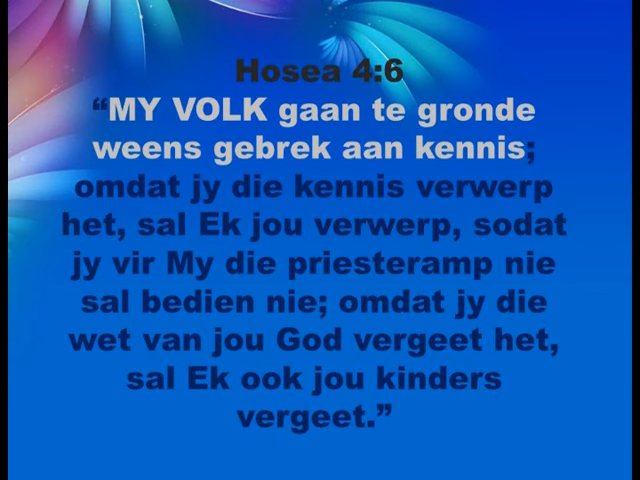 Hosea 4:6
“MY VOLK gaan te gronde
weens gebrek aan kennis;
omdat jy die kennis verwerp
het, sal Ek jou verwerp, sodat
jy vir My die priesteramp nie
sal bedien nie; omdat jy die
wet van jou God vergeet het,
sal Ek ook jou kinders
vergeet.”